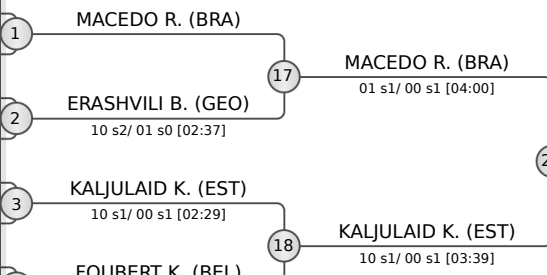 MACEDO R. (BRA)
1
17
MACEDO R. (BRA)
01 s1/ 00 s1 [04:00]
ERASHVILI B. (GEO)
2
10 s2/ 01 s0 [02:37]
KALJULAID K. (EST)
3
10 s1/ 00 s1 [02:29]
18
KALJULAID K. (EST)
10 s1/ 00 s1 [03:39]
FOUBERT K. (BEL)